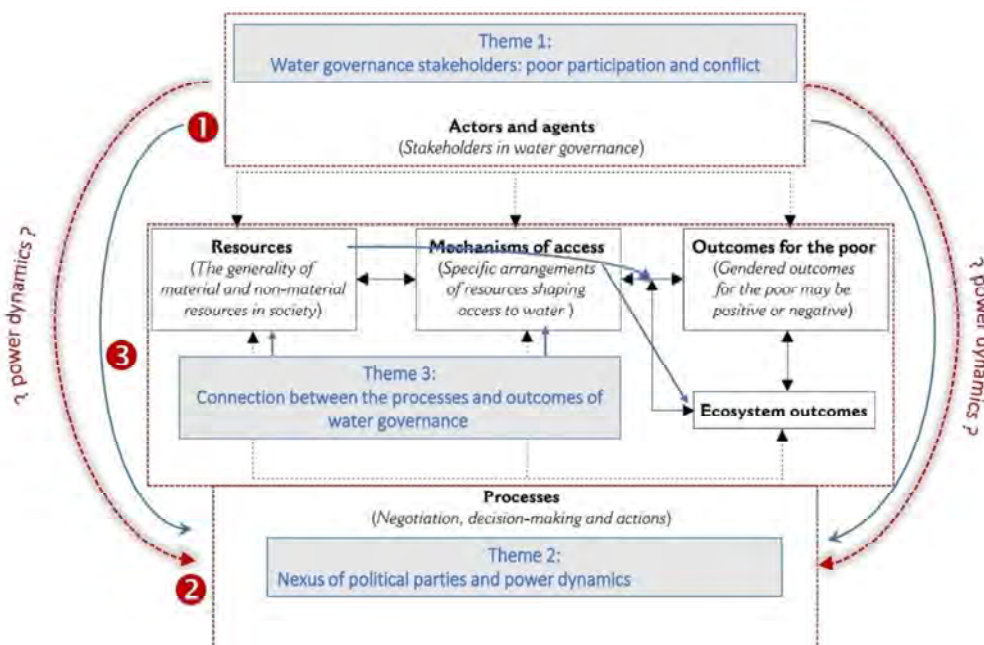 Theme 1:
Water governance stakeholders: poor participation and conflict
1
Actors and agents
(Stakeholders in water governance)
? power dynamics ?
? power dynamics ?
Resources
(The generality of
material and non-material
resources in society)
Mechanisms of access
(Specific arrangements
of resources shaping
access to water )
Outcomes for the poor
(Gendered outcomes
for the poor may be
positive or negative)
3
Theme 3:
Connection between the processes and outcomes of
water governance
Ecosystem outcomes
Processes
(Negotiation, decision-making and actions)
Theme 2:
Nexus of political parties and power dynamics
2